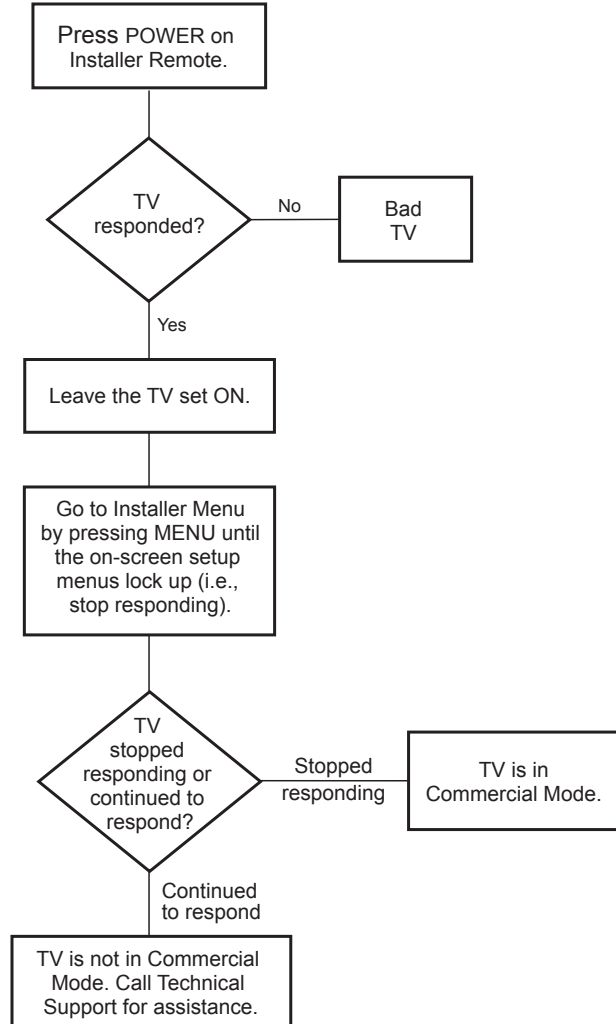 Press POWER on
Installer Remote.
TV
responded?
No
Bad
TV
Yes
Leave the TV set ON.
Go to Installer Menu
by pressing MENU until
the on-screen setup
menus lock up (i.e.,
stop responding).
TV
stopped
responding or
continued to
respond?
Stopped
responding
TV is in
Commercial Mode.
Continued
to respond
TV is not in Commercial
Mode. Call Technical
Support for assistance.